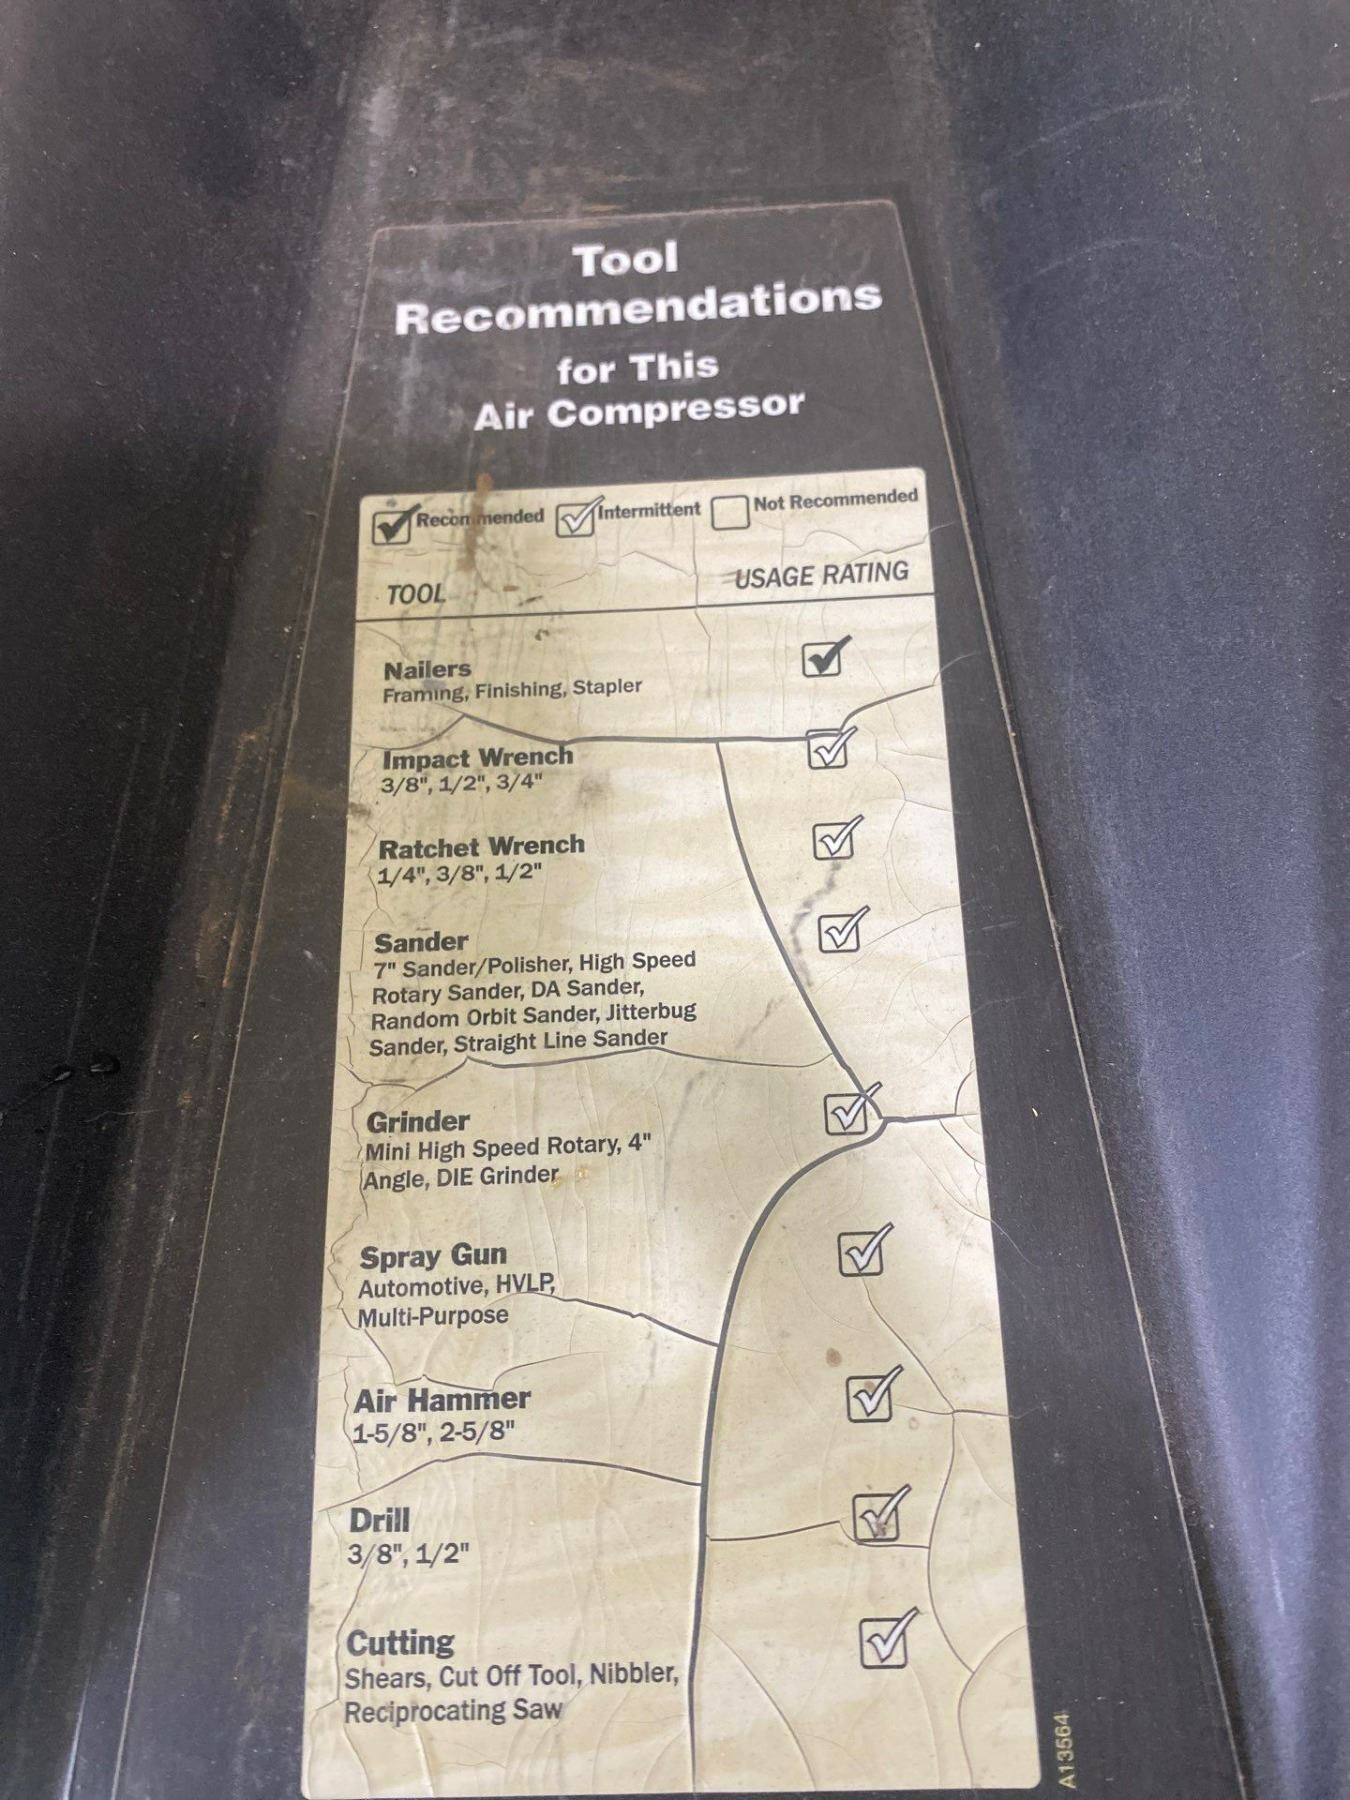 Tool
Recommendations
for This
Air Compressor
Recommended Intermittent Not Recommended
TOOL USAGE RATING
Nailers
Framing, Finishing, Stapler
Impact Wrench
3/8", 1/2", 3/4"
Ratchet Wrench
1/4", 3/8", 1/2"
Sander
7" Sander/Polisher, High Speed
Rotary Sander, DA Sander,
Random Orbit Sander, Jitterbug
Sander, Straight Line Sander
Grinder
Mini High Speed Rotary, 4"
Angle, DIE Grinder
Spray Gun
Automotive, HVLP,
Multi-Purpose
Air Hammer
1-5/8", 2-5/8"
Drill
3/8", 1/2"
Cutting
Shears, Cut Off Tool, Nibbler,
Reciprocating Saw
A13564